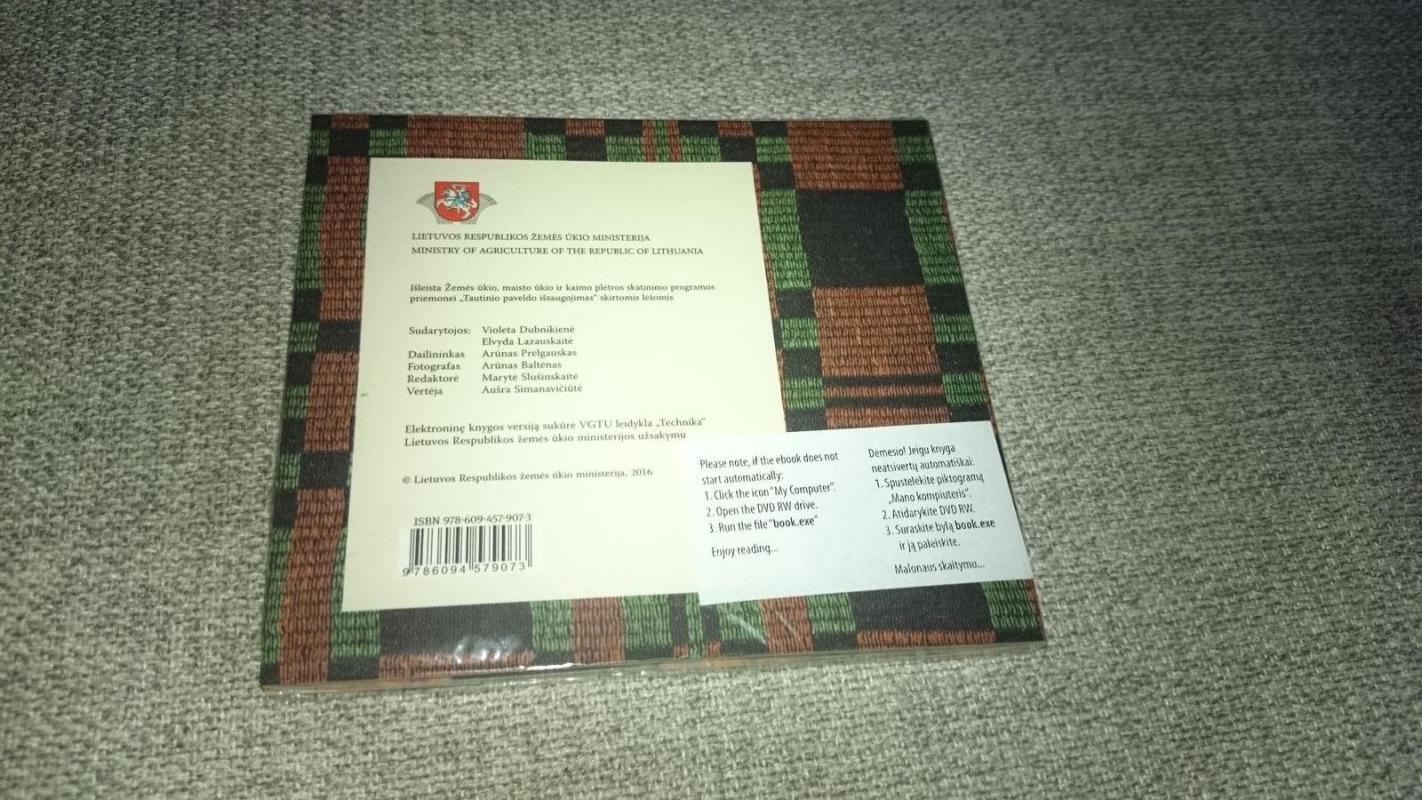 LIETUVOS RESPUBLIKOS ŽEMĖS ŪKIO MINISTERIJA
MINISTRY OF AGRICULTURE OF THE REPUBLIC OF LITHUANIA
Išleista Žemės ūkio, maisto ūkio ir kaimo plėtros skatinimo programos
priemonei „Tautinio paveldo išsaugojimas“ skirtomis lėšomis
Sudarytojos: Violeta Dubnikienė
Elvyda Lazauskaitė
Dailininkas Arūnas Prelgauskas
Fotografas Arūnas Baltėnas
Redaktorė Marytė Slušinskaitė
Vertėja Aušra Simanavičiūtė
Elektroninę knygos versiją sukūrė VGTU leidykla „Technika“
Lietuvos Respublikos žemės ūkio ministerijos užsakymu
© Lietuvos Respublikos žemės ūkio ministerija, 2016
ISBN 978-609-457-907-3
9 786094 579073
Please note, if the ebook does not
start automatically:
1. Click the icon "My Computer".
2. Open the DVD RW drive.
3. Run the file "book.exe"
Enjoy reading...
Dėmesio! Jeigu knyga
neatsivertų automatiškai:
1. Spustelėkite piktogramą
„Mano kompiuteris“.
2. Atidarykite DVD RW.
3. Suraskite bylą book.exe
ir ją paleiskite.
Malonaus skaitymo...